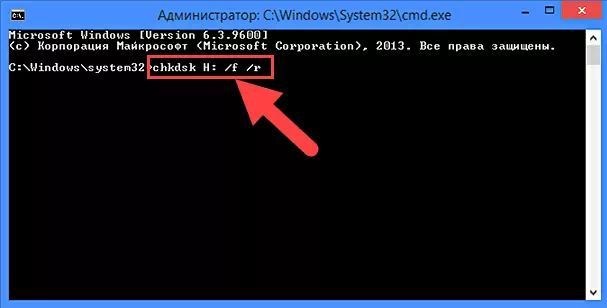 Администратор: C:\Windows\System32\cmd.exe
Microsoft Windows [Version 6.3.9600]
(c) Корпорация Майкрософт (Microsoft Corporation), 2013. Все права защищены.
C:\Windows\system32>chkdsk H: /f /r